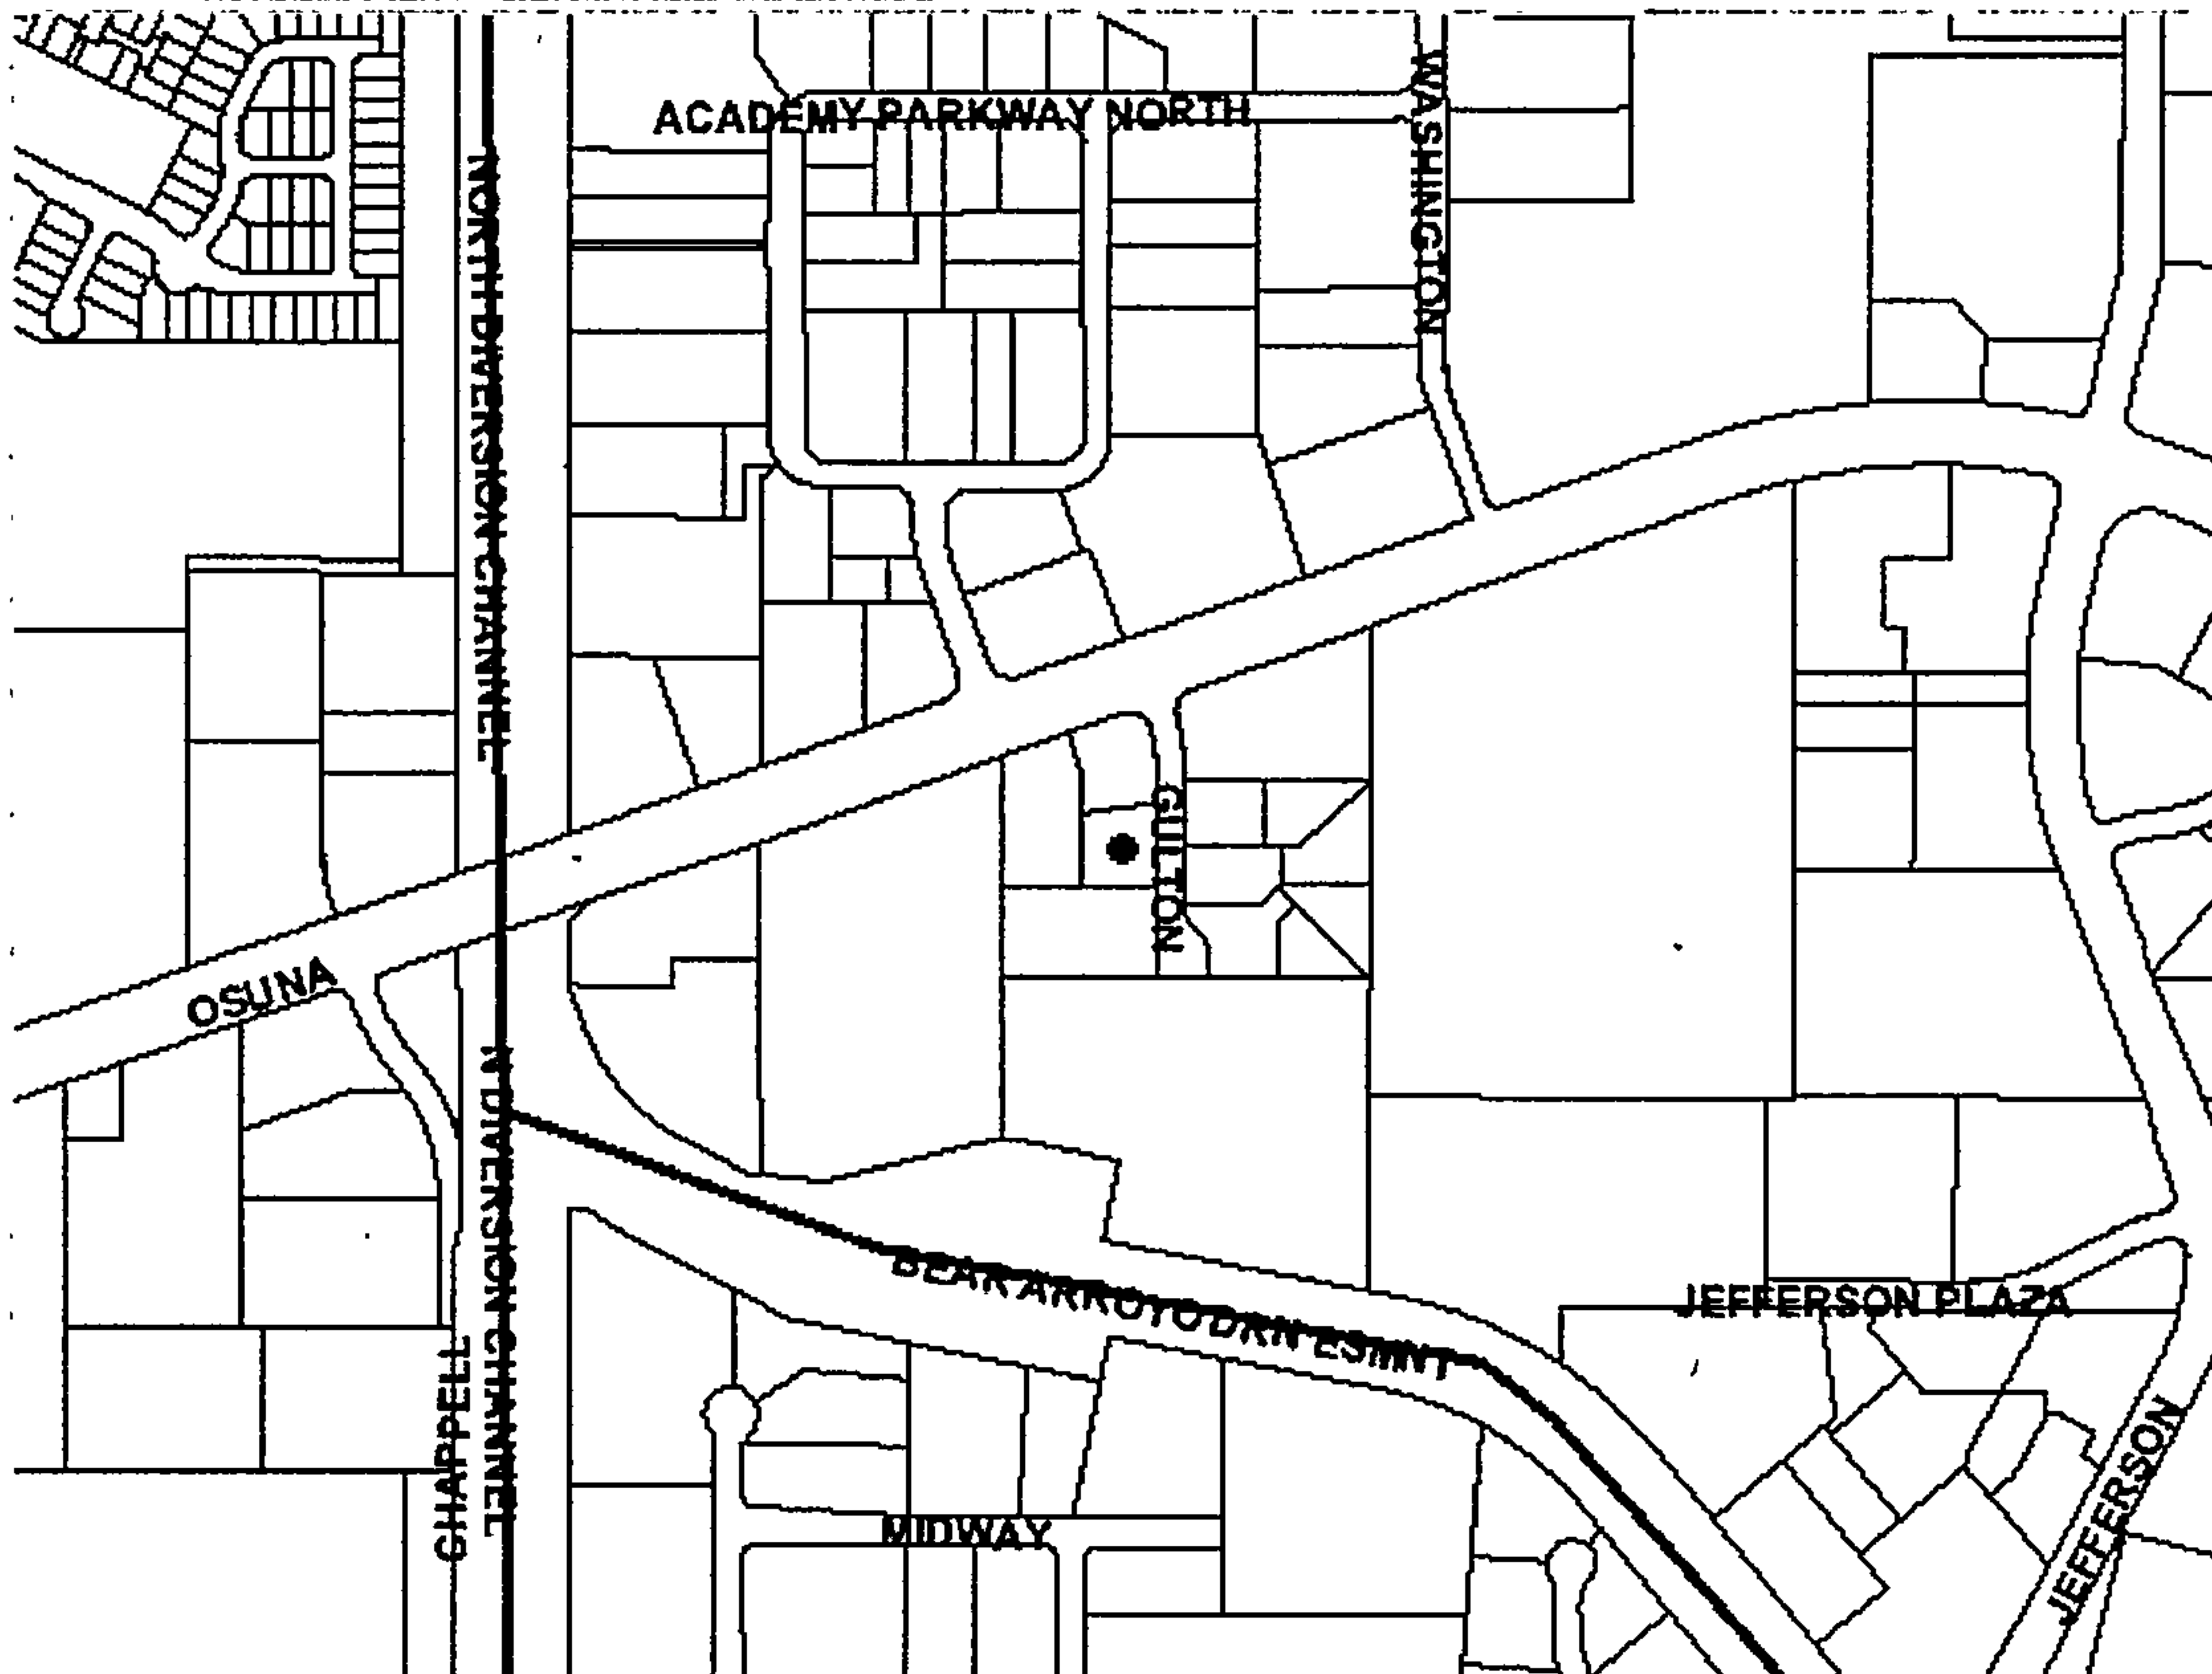 ACADEMY PARKWAY NORTH
WASHINGTON
NORTH DIVERSION CHANNEL
GUILTON
OSUNA
N DIVERSION CHANNEL
BEAR ARROYO DRN ESMNT
JEFFERSON PLAZA
CHAPPELL
JEFFERSON
MIDWAY